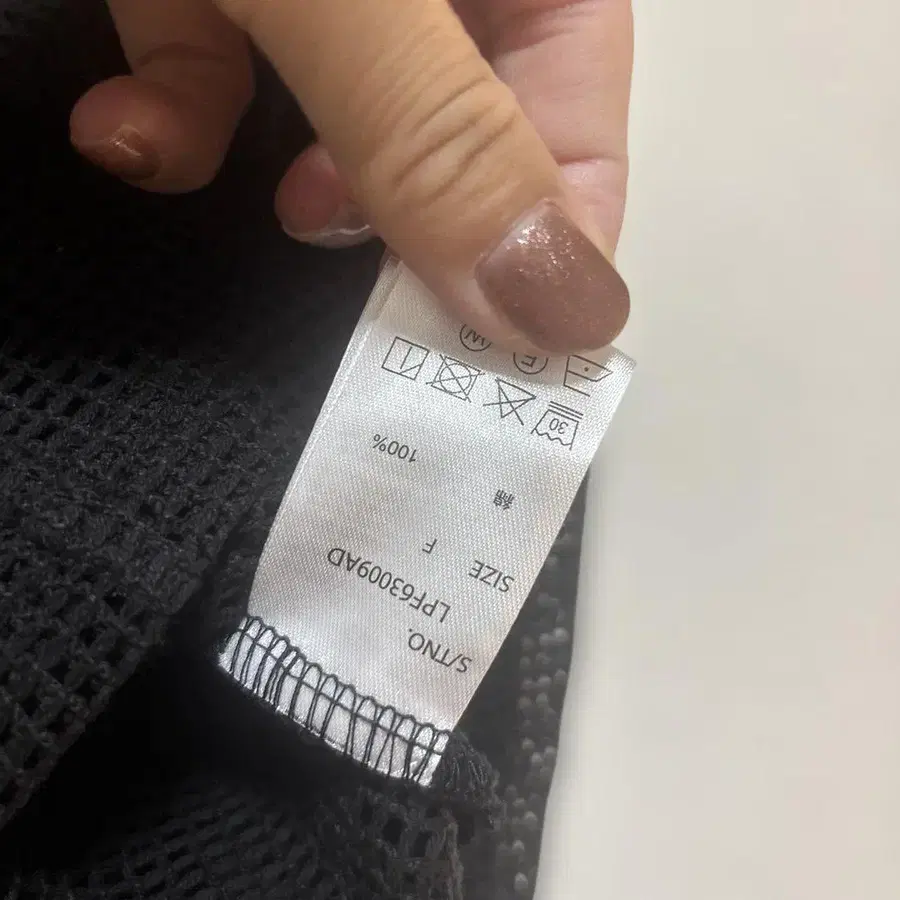 S/TNO.
LPF63009AD
SIZE F
綿 100%
30
F
W